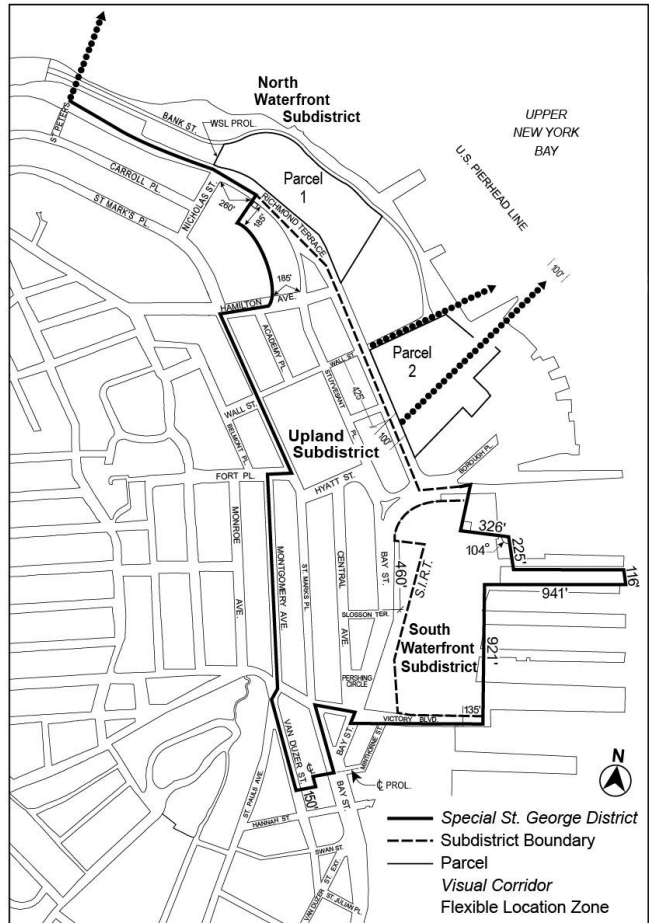 North
Waterfront
Subdistrict
UPPER
NEW YORK
BAY
U.S. PIERHEAD LINE
BANK ST.
WSL PROL.
ST PETER'S
CARROLL PL.
ST MARK'S PL.
NICHOLAS ST.
260'
185'
RICHMOND TERRACE
Parcel
1
185'
HAMILTON AVE.
100'
ACADEMY PL.
WALL ST.
STUYVESANT PL.
425'
Parcel
2
100'
WALL ST.
BELMONT PL.
Upland
Subdistrict
BOROUGH PL.
FORT PL.
HYATT ST.
MONROE AVE.
MONTGOMERY AVE.
ST. MARKS PL.
CENTRAL AVE.
BAY ST.
460'
S.I.R.T.
326'
104°
225'
116'
941'
921'
SLOSSON TER.
South
Waterfront
Subdistrict
PERSHING
CIRCLE
135'
VICTORY BLVD.
VAN DUZER ST.
BAY ST.
MINTHORNE ST.
℄ PROL.
℄
150'
BAY ST.
ST. PAULS AVE.
HANNAH ST.
SWAN ST.
VAN DUZER ST. EXT.
ST. JULIAN PL.
N
Special St. George District
Subdistrict Boundary
Parcel
Visual Corridor
Flexible Location Zone